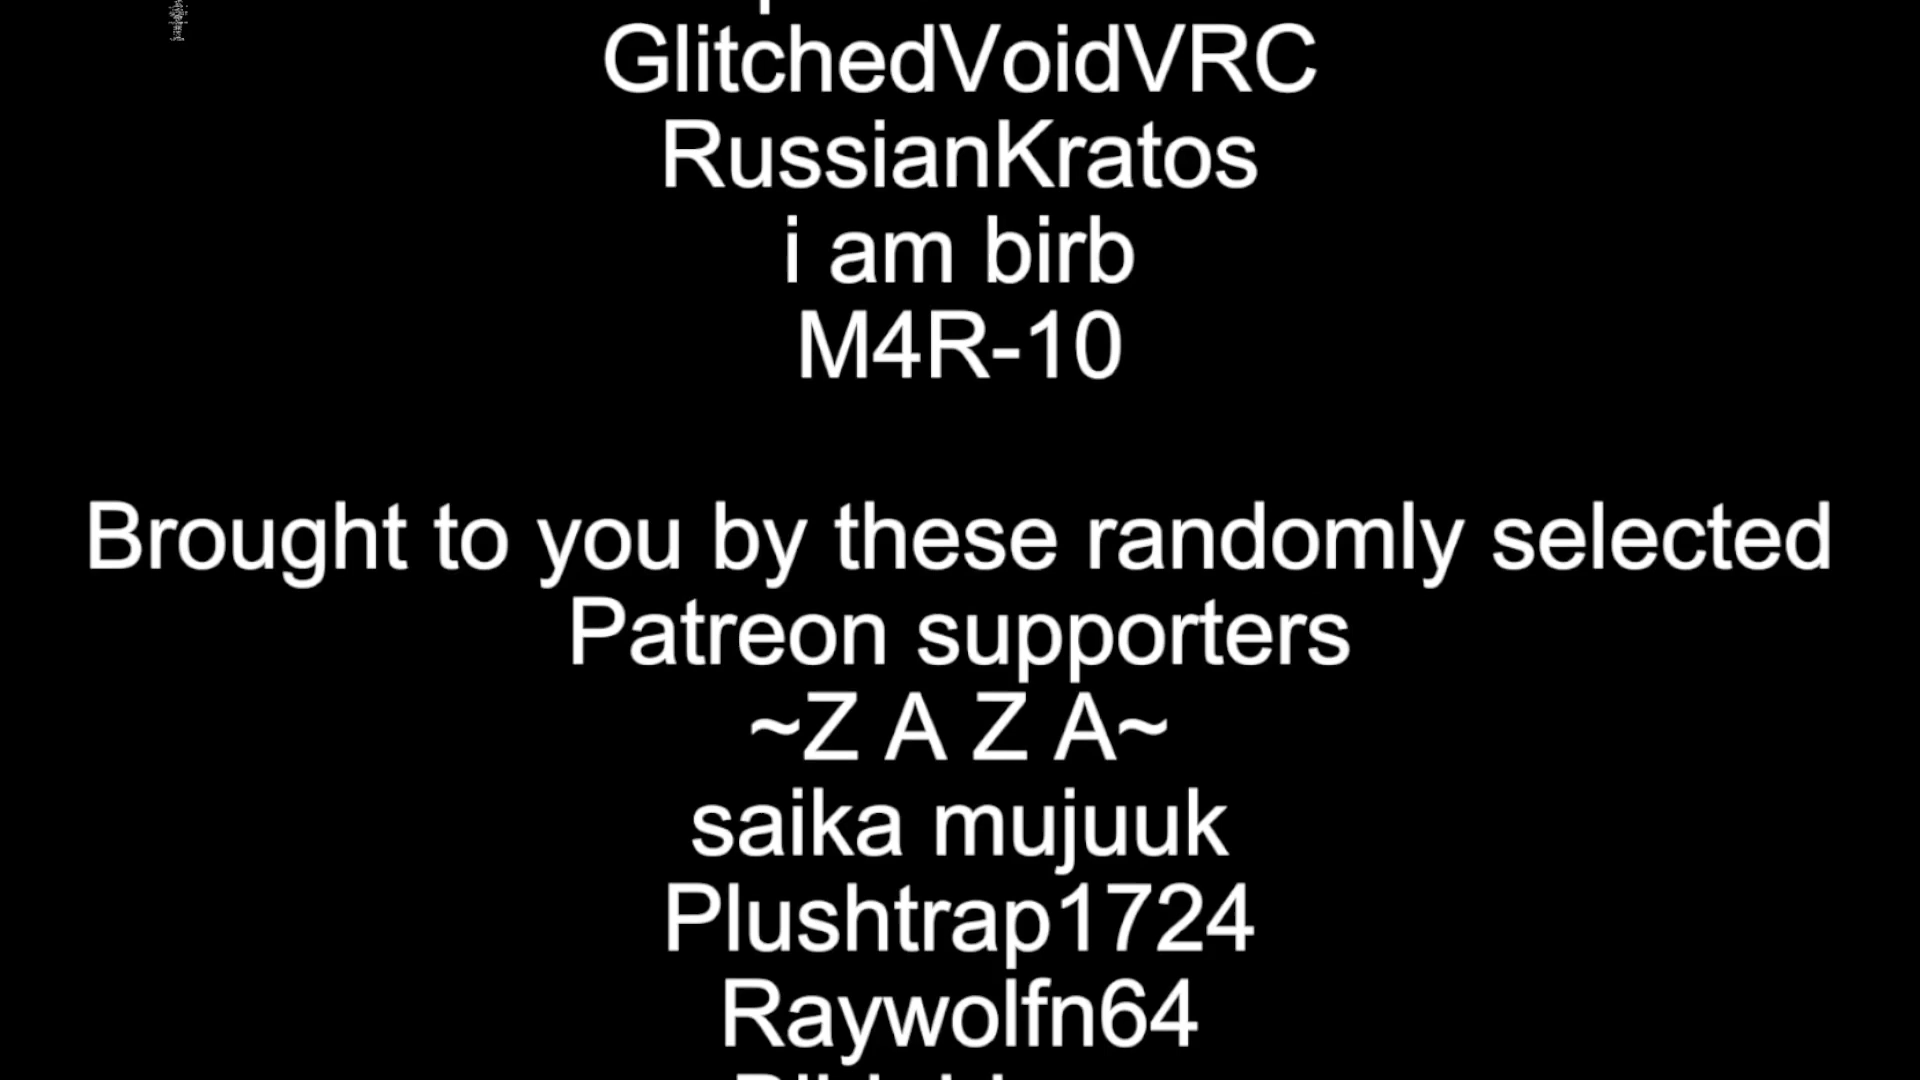 GlitchedVoidVRC
RussianKratos
i am birb
M4R-10
Brought to you by these randomly selected
Patreon supporters
~Z A Z A~
saika mujuuk
Plushtrap1724
Raywolfn64